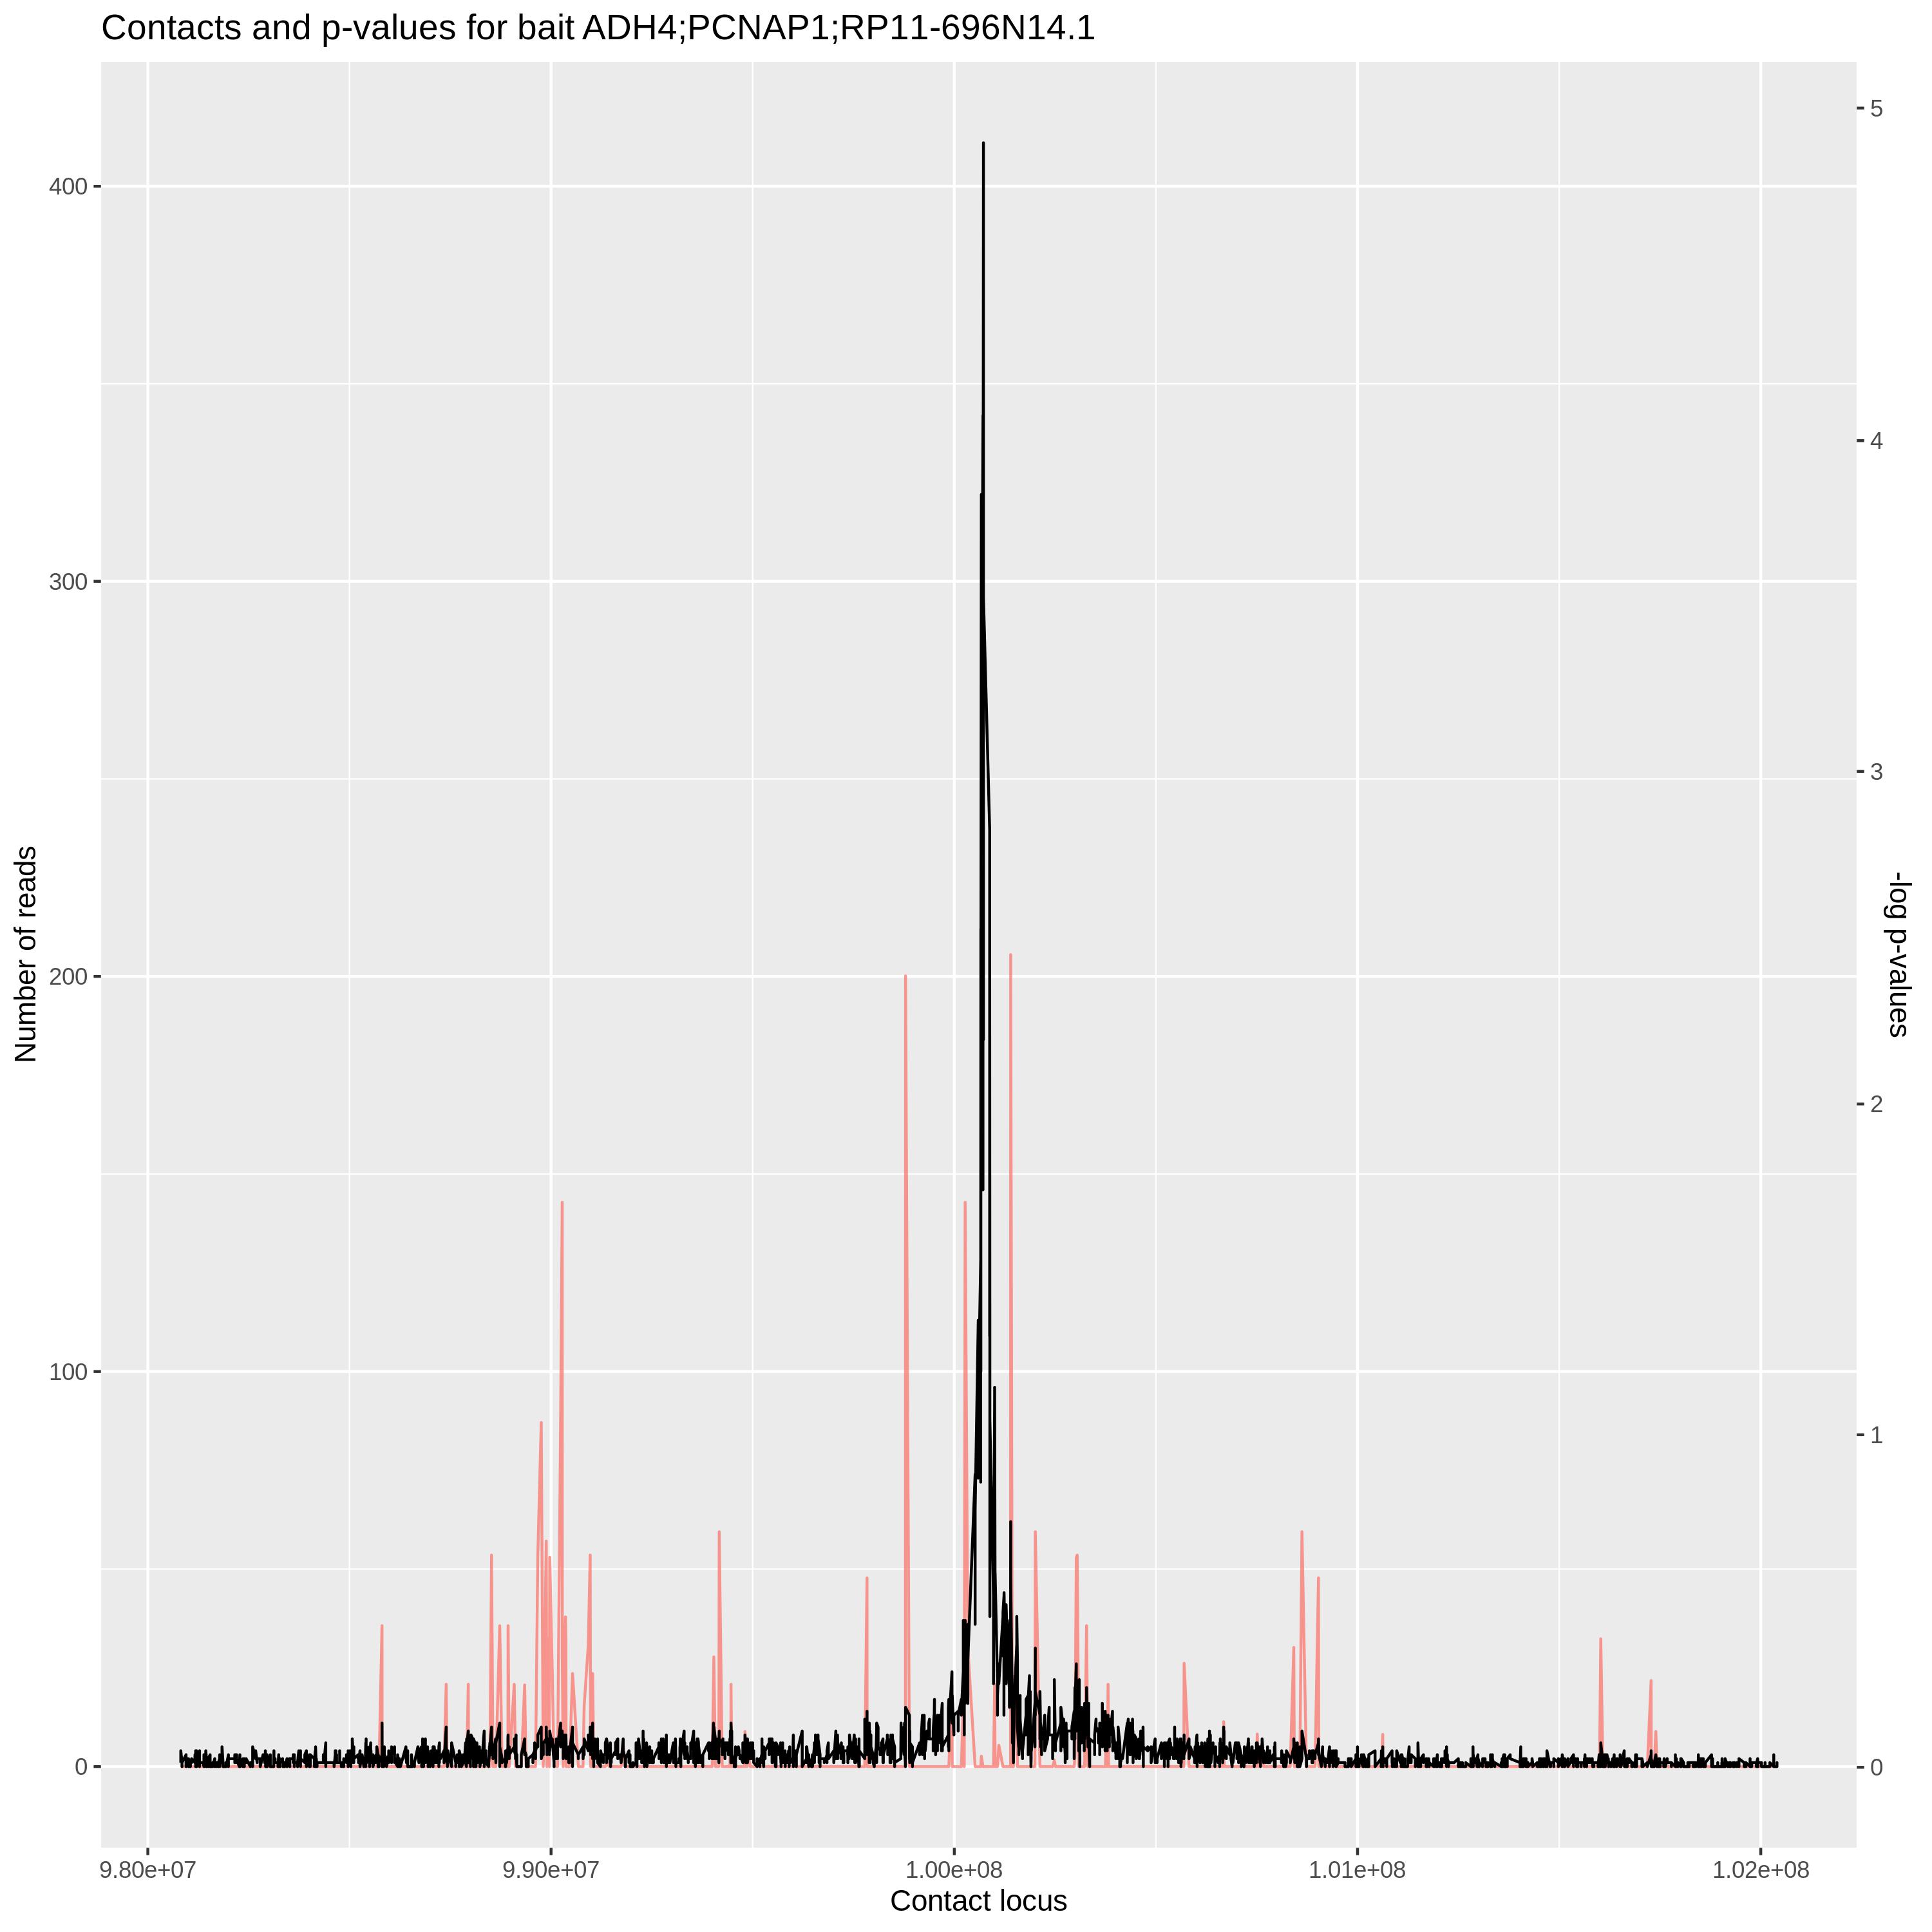 Contacts and p-values for bait ADH4;PCNAP1;RP11-696N14.1
5
400
4
300
3
Number of reads
-log p-values
200
2
100
1
0
0
9.80e+07
9.90e+07
1.00e+08
1.01e+08
1.02e+08
Contact locus